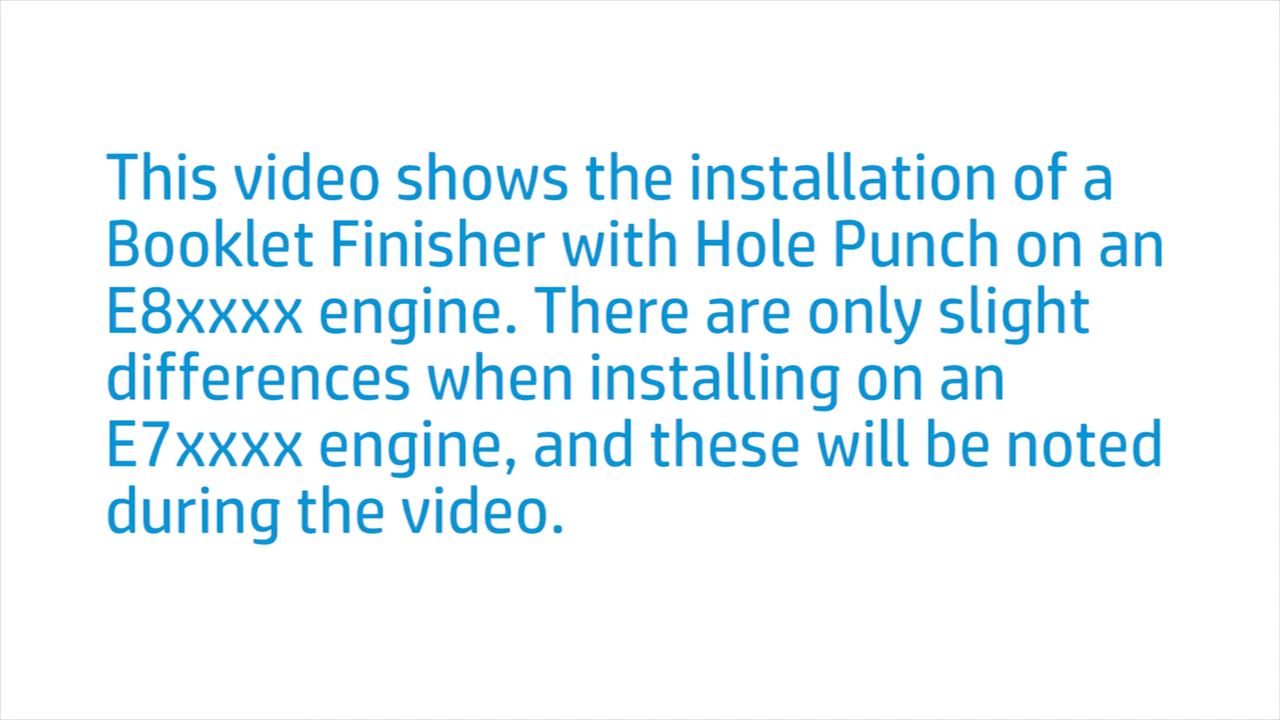 This video shows the installation of a
Booklet Finisher with Hole Punch on an
E8xxxx engine. There are only slight
differences when installing on an
E7xxxx engine, and these will be noted
during the video.